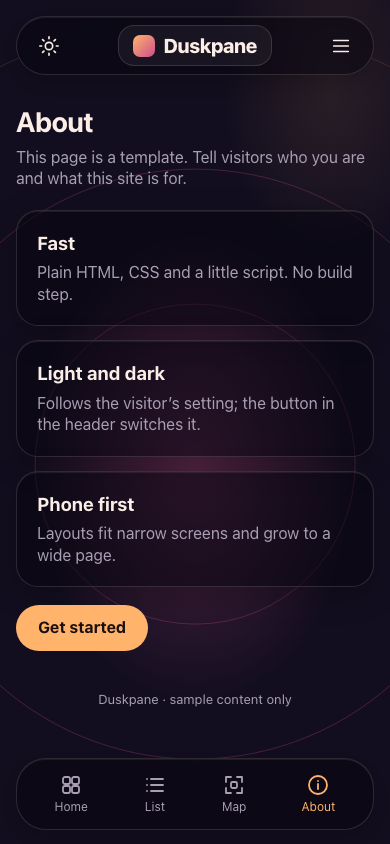 Duskpane
About
This page is a template. Tell visitors who you are
and what this site is for.
Fast
Plain HTML, CSS and a little script. No build
step.
Light and dark
Follows the visitor’s setting; the button in
the header switches it.
Phone first
Layouts fit narrow screens and grow to a
wide page.
Get started
Duskpane · sample content only
Home
List
Map
About